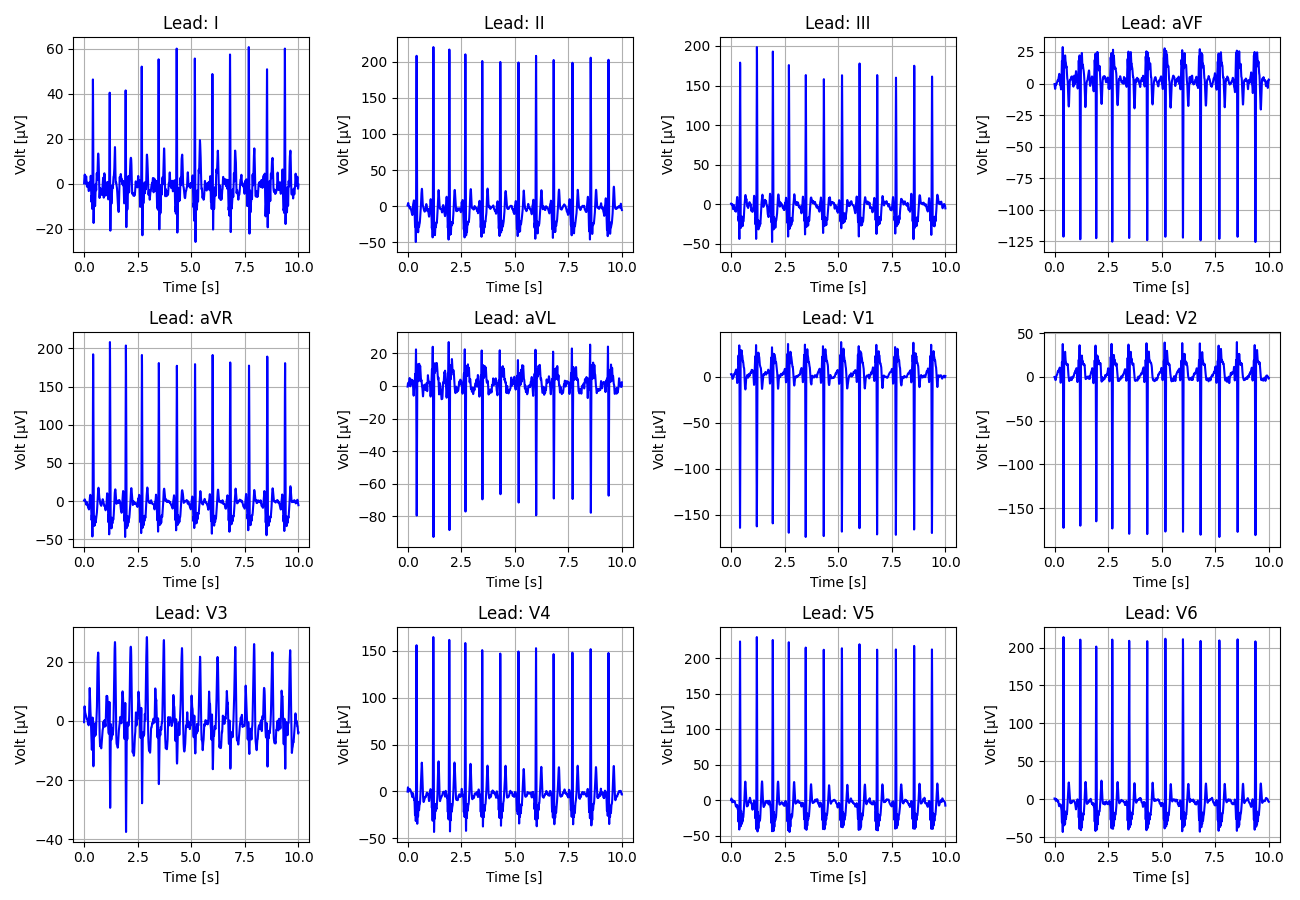 Lead: I
Lead: II
Lead: III
Lead: aVF
60
40
20
0
−20
200
150
100
50
0
−50
200
150
100
50
0
−50
25
0
−25
−50
−75
−100
−125
Volt [µV]
Volt [µV]
Volt [µV]
Volt [µV]
0.0 2.5 5.0 7.5 10.0
0.0 2.5 5.0 7.5 10.0
0.0 2.5 5.0 7.5 10.0
0.0 2.5 5.0 7.5 10.0
Time [s]
Time [s]
Time [s]
Time [s]
Lead: aVR
Lead: aVL
Lead: V1
Lead: V2
200
150
100
50
0
−50
20
0
−20
−40
−60
−80
0
−50
−100
−150
50
0
−50
−100
−150
Volt [µV]
Volt [µV]
Volt [µV]
Volt [µV]
0.0 2.5 5.0 7.5 10.0
0.0 2.5 5.0 7.5 10.0
0.0 2.5 5.0 7.5 10.0
0.0 2.5 5.0 7.5 10.0
Time [s]
Time [s]
Time [s]
Time [s]
Lead: V3
Lead: V4
Lead: V5
Lead: V6
20
0
−20
−40
150
100
50
0
−50
200
150
100
50
0
−50
200
150
100
50
0
−50
Volt [µV]
Volt [µV]
Volt [µV]
Volt [µV]
0.0 2.5 5.0 7.5 10.0
0.0 2.5 5.0 7.5 10.0
0.0 2.5 5.0 7.5 10.0
0.0 2.5 5.0 7.5 10.0
Time [s]
Time [s]
Time [s]
Time [s]